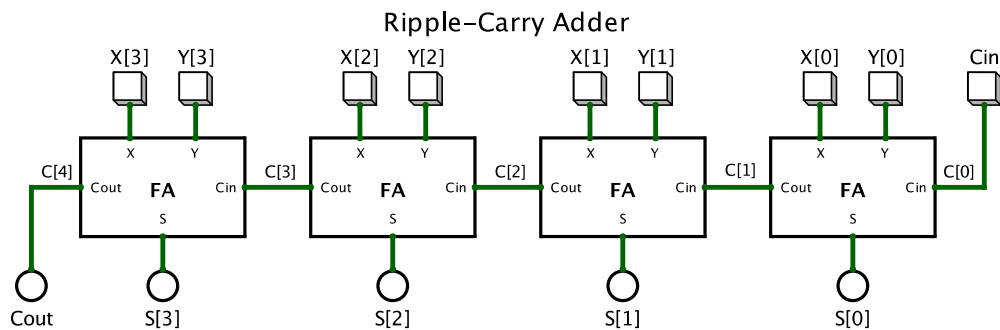 Ripple-Carry Adder
X[3] Y[3] X[2] Y[2] X[1] Y[1] X[0] Y[0] Cin
X Y X Y X Y X Y
C[4] C[3] C[2] C[1] C[0]
Cout FA Cin Cout FA Cin Cout FA Cin Cout FA Cin
S S S S
Cout S[3] S[2] S[1] S[0]